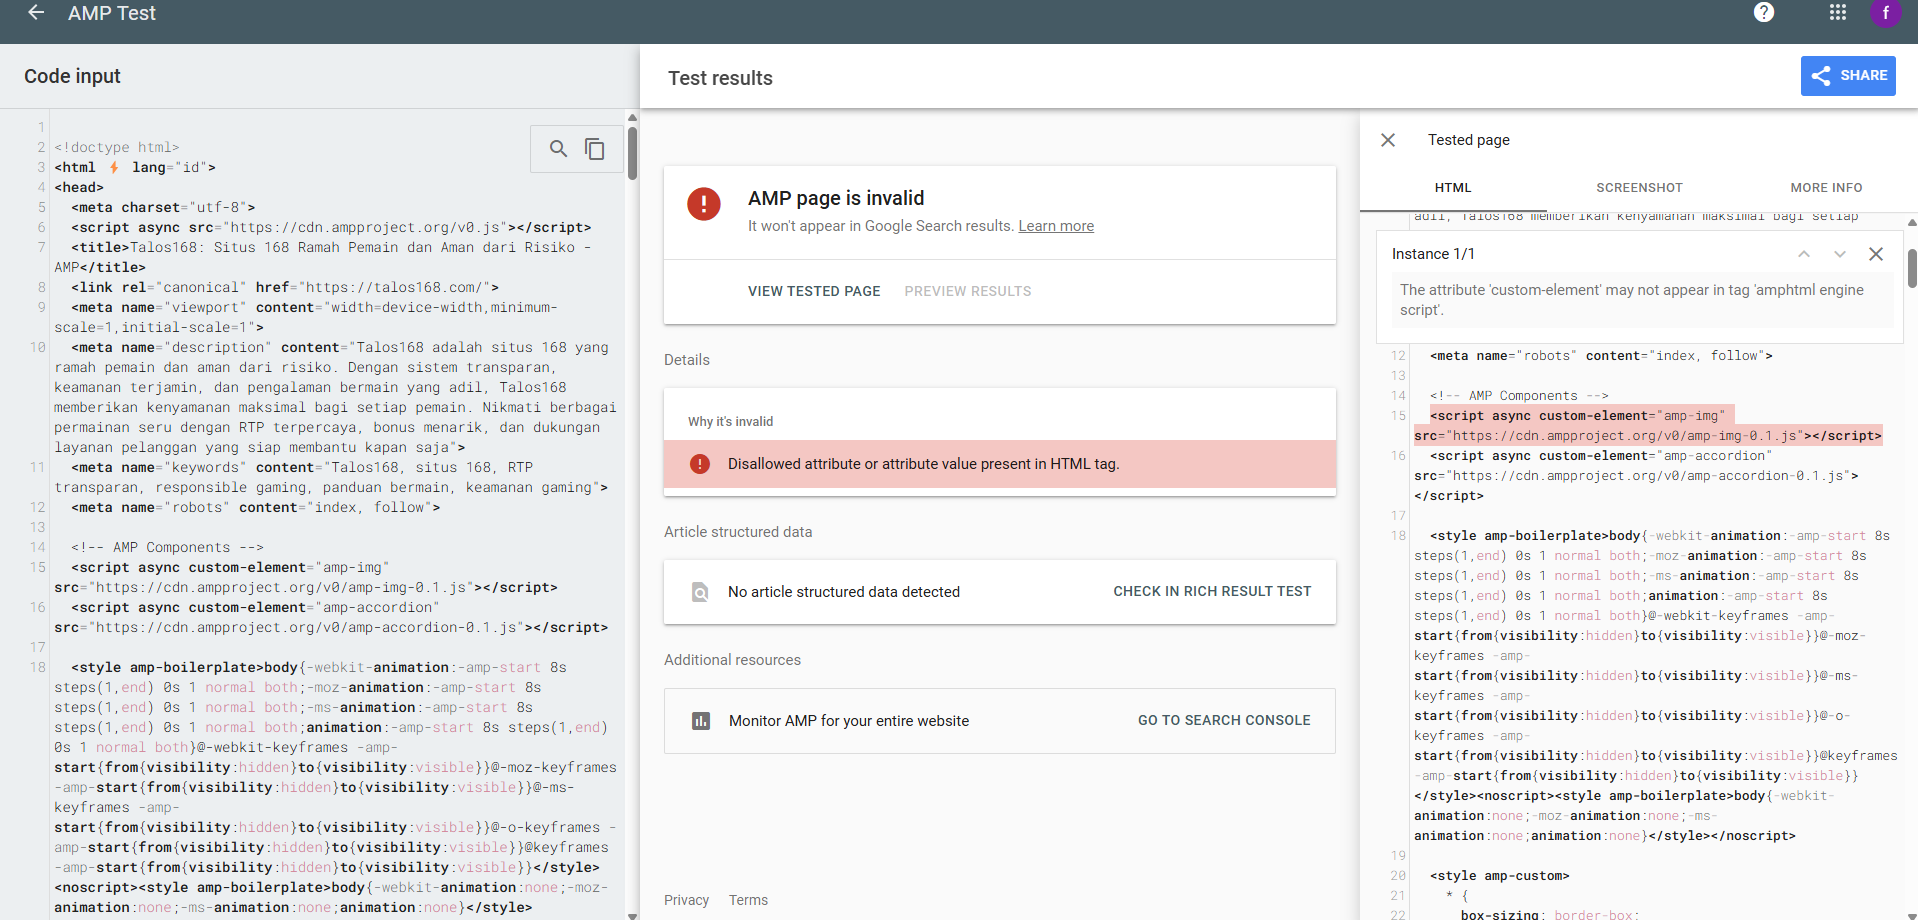 AMP Test
?
f
Code input
1
2 <!doctype html>
3 <html ⚡ lang="id">
4 <head>
5 <meta charset="utf-8">
6 <script async src="https://cdn.ampproject.org/v0.js"></script>
7 <title>Talos168: Situs 168 Ramah Pemain dan Aman dari Risiko -
AMP</title>
8 <link rel="canonical" href="https://talos168.com/">
9 <meta name="viewport" content="width=device-width,minimum-
scale=1,initial-scale=1">
10 <meta name="description" content="Talos168 adalah situs 168 yang
ramah pemain dan aman dari risiko. Dengan sistem transparan,
keamanan terjamin, dan pengalaman bermain yang adil, Talos168
memberikan kenyamanan maksimal bagi setiap pemain. Nikmati berbagai
permainan seru dengan RTP terpercaya, bonus menarik, dan dukungan
layanan pelanggan yang siap membantu kapan saja">
11 <meta name="keywords" content="Talos168, situs 168, RTP
transparan, responsible gaming, panduan bermain, keamanan gaming">
12 <meta name="robots" content="index, follow">
13
14 <!-- AMP Components -->
15 <script async custom-element="amp-img"
src="https://cdn.ampproject.org/v0/amp-img-0.1.js"></script>
16 <script async custom-element="amp-accordion"
src="https://cdn.ampproject.org/v0/amp-accordion-0.1.js"></script>
17
18 <style amp-boilerplate>body{-webkit-animation:-amp-start 8s
steps(1,end) 0s 1 normal both;-moz-animation:-amp-start 8s
steps(1,end) 0s 1 normal both;-ms-animation:-amp-start 8s
steps(1,end) 0s 1 normal both;animation:-amp-start 8s steps(1,end)
0s 1 normal both}@-webkit-keyframes -amp-
start{from{visibility:hidden}to{visibility:visible}}@-moz-keyframes
-amp-start{from{visibility:hidden}to{visibility:visible}}@-ms-
keyframes -amp-
start{from{visibility:hidden}to{visibility:visible}}@-o-keyframes -
amp-start{from{visibility:hidden}to{visibility:visible}}@keyframes
-amp-start{from{visibility:hidden}to{visibility:visible}}</style>
<noscript><style amp-boilerplate>body{-webkit-animation:none;-moz-
animation:none;-ms-animation:none;animation:none}</style>
Test results
SHARE
AMP page is invalid
It won't appear in Google Search results. Learn more
VIEW TESTED PAGE PREVIEW RESULTS
Details
Why it's invalid
Disallowed attribute or attribute value present in HTML tag.
Article structured data
No article structured data detected CHECK IN RICH RESULT TEST
Additional resources
Monitor AMP for your entire website GO TO SEARCH CONSOLE
Privacy Terms
Tested page
HTML SCREENSHOT MORE INFO
adil, Talos168 memberikan kenyamanan maksimal bagi setiap
Instance 1/1
The attribute 'custom-element' may not appear in tag 'amphtml engine
script'.
12 <meta name="robots" content="index, follow">
13
14 <!-- AMP Components -->
15 <script async custom-element="amp-img"
src="https://cdn.ampproject.org/v0/amp-img-0.1.js"></script>
16 <script async custom-element="amp-accordion"
src="https://cdn.ampproject.org/v0/amp-accordion-0.1.js">
</script>
17
18 <style amp-boilerplate>body{-webkit-animation:-amp-start 8s
steps(1,end) 0s 1 normal both;-moz-animation:-amp-start 8s
steps(1,end) 0s 1 normal both;-ms-animation:-amp-start 8s
steps(1,end) 0s 1 normal both;animation:-amp-start 8s
steps(1,end) 0s 1 normal both}@-webkit-keyframes -amp-
start{from{visibility:hidden}to{visibility:visible}}@-moz-
keyframes -amp-
start{from{visibility:hidden}to{visibility:visible}}@-ms-
keyframes -amp-
start{from{visibility:hidden}to{visibility:visible}}@-o-
keyframes -amp-
start{from{visibility:hidden}to{visibility:visible}}@keyframes
-amp-start{from{visibility:hidden}to{visibility:visible}}
</style><noscript><style amp-boilerplate>body{-webkit-
animation:none;-moz-animation:none;-ms-
animation:none;animation:none}</style></noscript>
19
20 <style amp-custom>
21 * {
22 box-sizing: border-box;